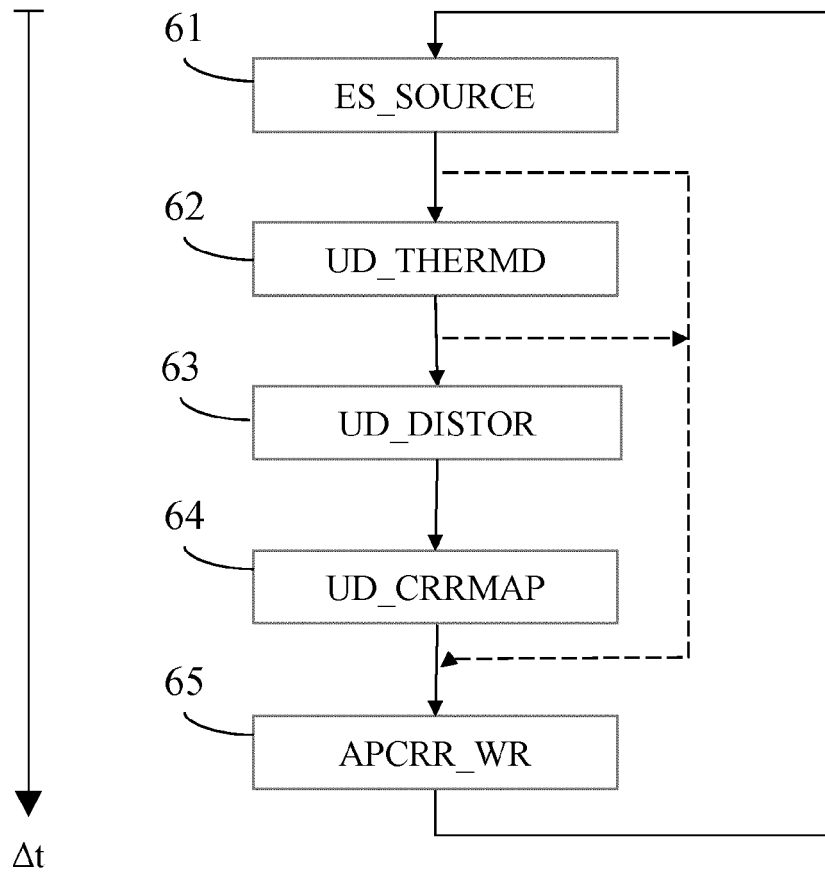 61
ES_SOURCE
62
UD_THERMD
63
UD_DISTOR
64
UD_CRRMAP
65
APCRR_WR
Δt